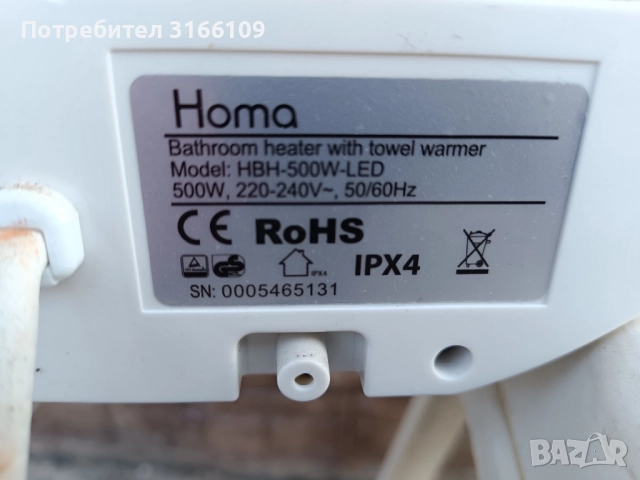 Потребител 3166109
Homa
Bathroom heater with towel warmer
Model: HBH-500W-LED
500W, 220-240V~, 50/60Hz
CE RoHS
IPX4 IPX4
SN: 0005465131
BAZAR